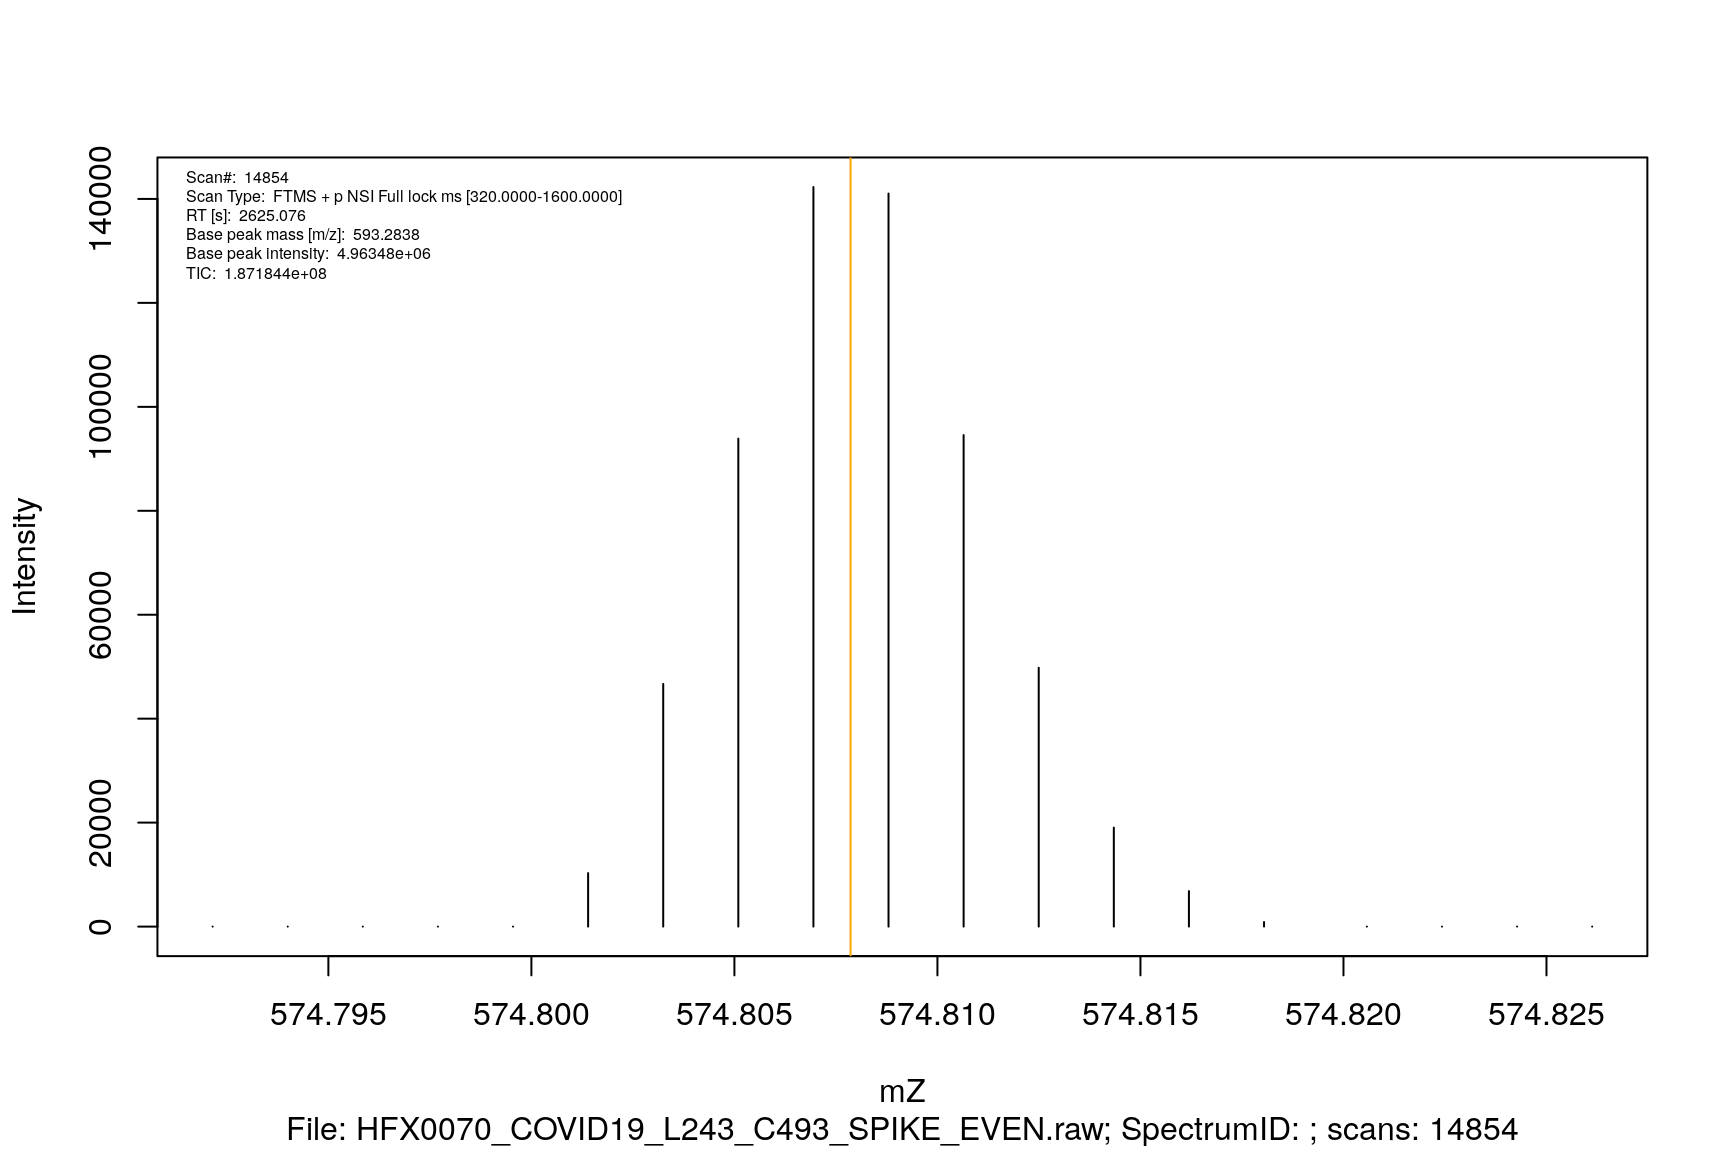 Scan#: 14854
Scan Type: FTMS + p NSI Full lock ms [320.0000-1600.0000]
RT [s]: 2625.076
Base peak mass [m/z]: 593.2838
Base peak intensity: 4.96348e+06
TIC: 1.871844e+08
140000
100000
60000
20000
0
Intensity
574.795 574.800 574.805 574.810 574.815 574.820 574.825
mZ
File: HFX0070_COVID19_L243_C493_SPIKE_EVEN.raw; SpectrumID: ; scans: 14854